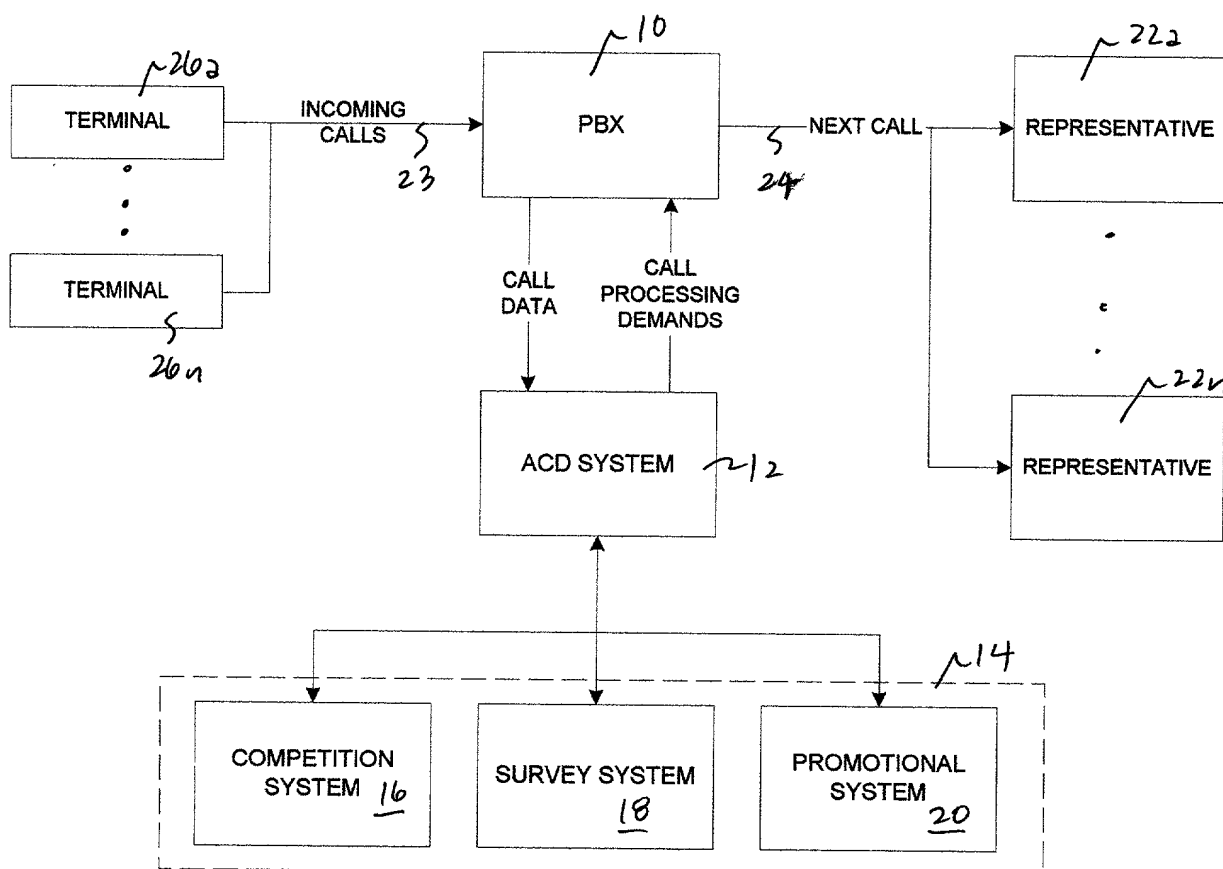 10
22a
26a
TERMINAL
INCOMING
CALLS
PBX
NEXT CALL
REPRESENTATIVE
23
24
TERMINAL
CALL
DATA
CALL
PROCESSING
DEMANDS
26n
22n
ACD SYSTEM
12
REPRESENTATIVE
14
COMPETITION
SYSTEM
16
SURVEY SYSTEM
18
PROMOTIONAL
SYSTEM
20